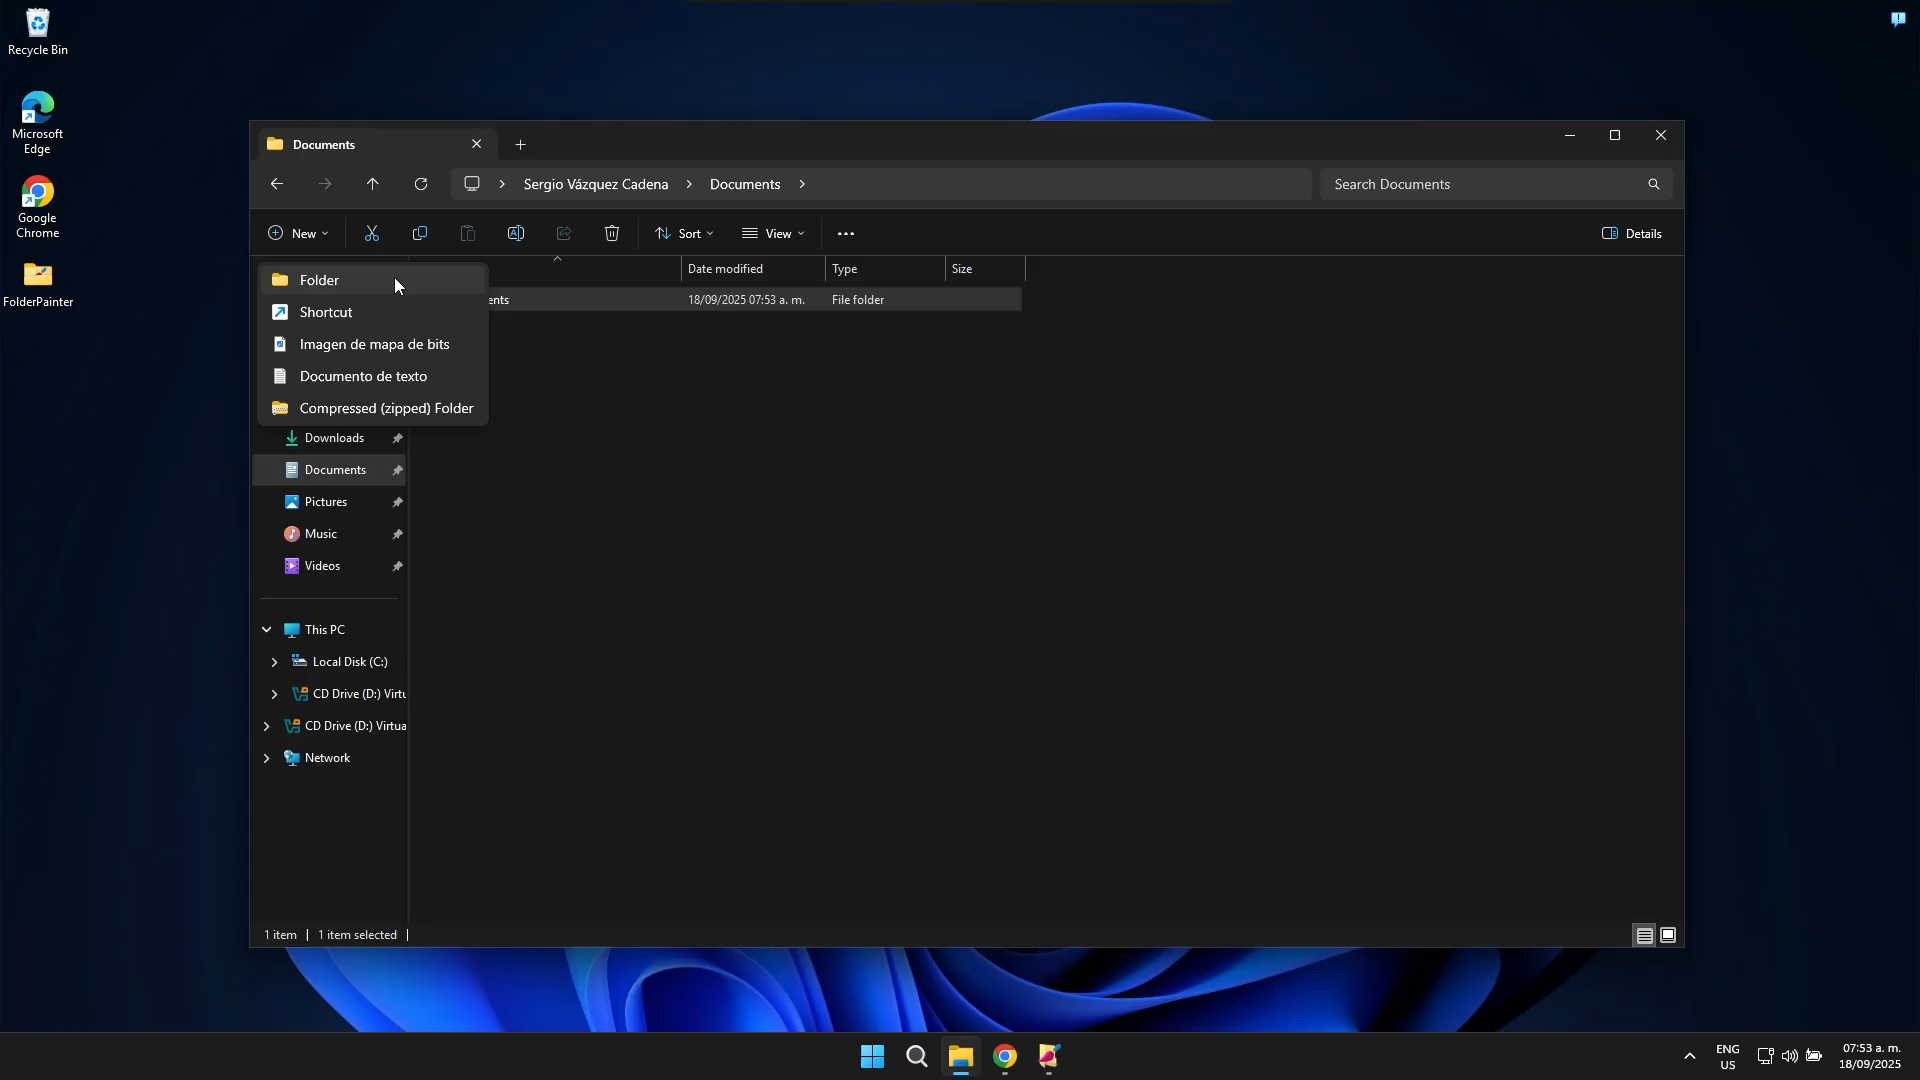 Recycle Bin
Microsoft
Edge
Google
Chrome
FolderPainter
Documents
Sergio Vázquez Cadena
Documents
Search Documents
New
Sort
View
Details
Date modified
Type
Size
18/09/2025 07:53 a. m.
File folder
Folder
Shortcut
Imagen de mapa de bits
Documento de texto
Compressed (zipped) Folder
Downloads
Documents
Pictures
Music
Videos
This PC
Local Disk (C:)
CD Drive (D:) Virtu
CD Drive (D:) Virtua
Network
1 item
1 item selected
ENG
US
07:53 a. m.
18/09/2025